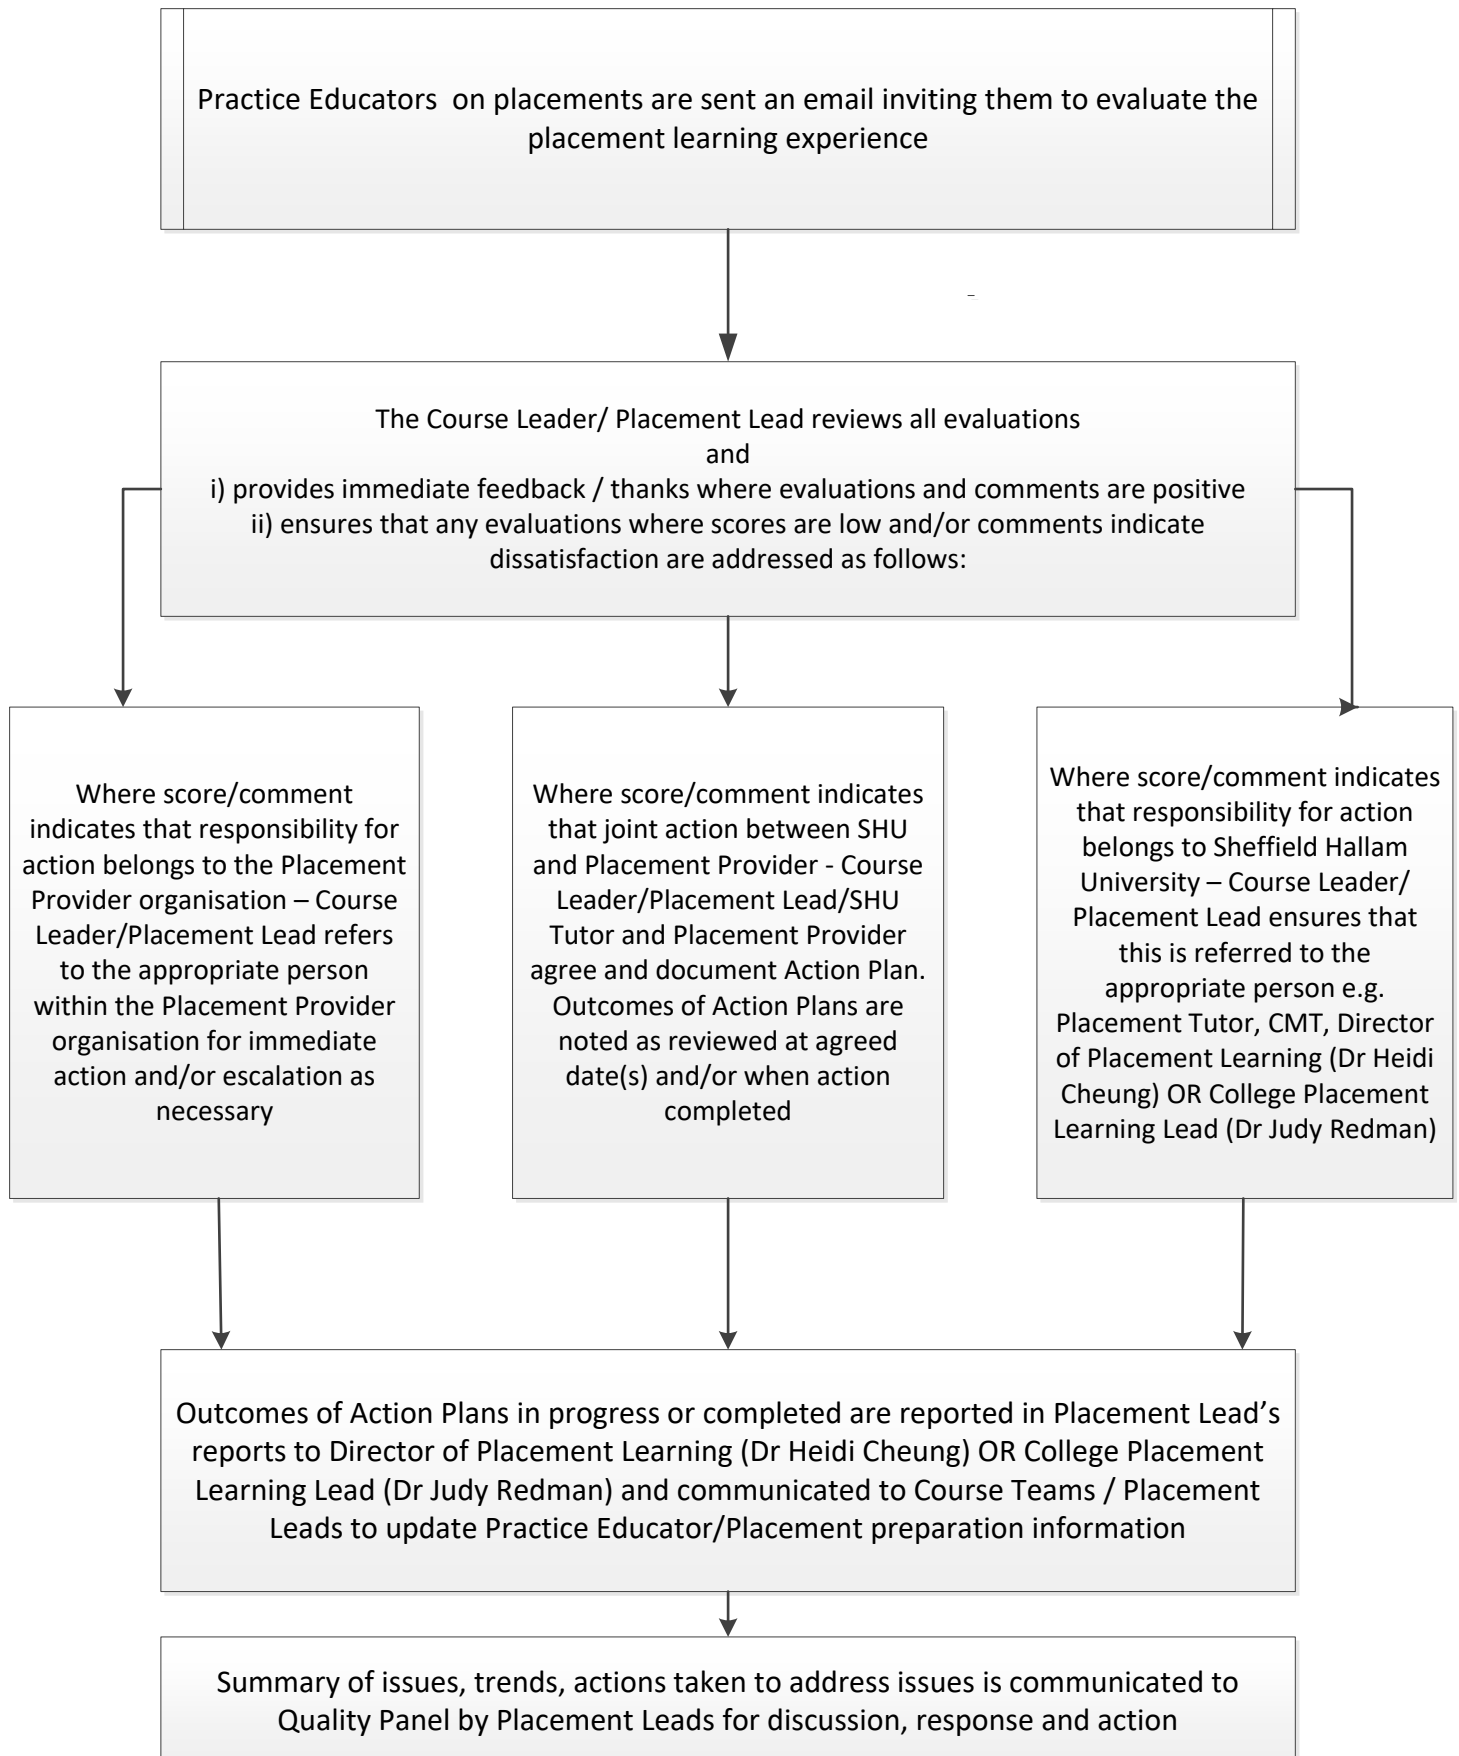 Practice Educators  on placements are sent an email inviting them to evaluate the
placement learning experience
The Course Leader/ Placement Lead reviews all evaluations
and
i) provides immediate feedback / thanks where evaluations and comments are positive
ii) ensures that any evaluations where scores are low and/or comments indicate
dissatisfaction are addressed as follows:
Where score/comment
indicates that responsibility for
action belongs to the Placement
Provider organisation – Course
Leader/Placement Lead refers
to the appropriate person
within the Placement Provider
organisation for immediate
action and/or escalation as
necessary
Where score/comment indicates
that joint action between SHU
and Placement Provider - Course
Leader/Placement Lead/SHU
Tutor and Placement Provider
agree and document Action Plan.
Outcomes of Action Plans are
noted as reviewed at agreed
date(s) and/or when action
completed
Where score/comment indicates
that responsibility for action
belongs to Sheffield Hallam
University – Course Leader/
Placement Lead ensures that
this is referred to the
appropriate person e.g.
Placement Tutor, CMT, Director
of Placement Learning (Dr Heidi
Cheung) OR College Placement
Learning Lead (Dr Judy Redman)
Outcomes of Action Plans in progress or completed are reported in Placement Lead’s
reports to Director of Placement Learning (Dr Heidi Cheung) OR College Placement
Learning Lead (Dr Judy Redman) and communicated to Course Teams / Placement
Leads to update Practice Educator/Placement preparation information
Summary of issues, trends, actions taken to address issues is communicated to
Quality Panel by Placement Leads for discussion, response and action